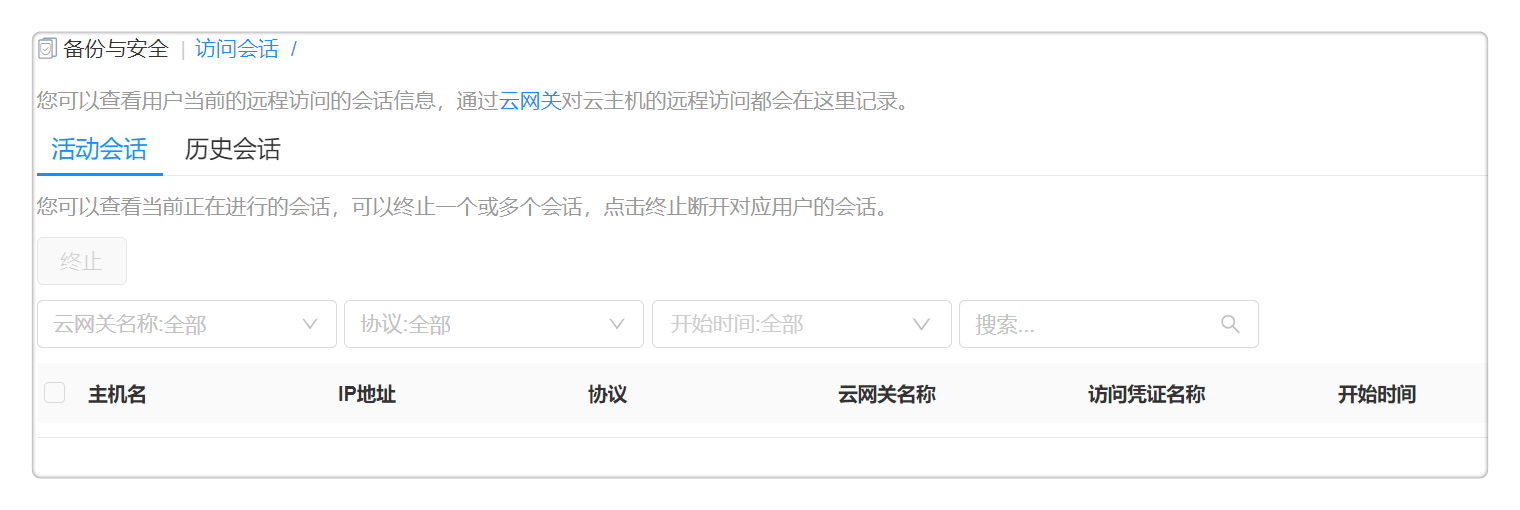 备份与安全 | 访问会话 /
您可以查看用户当前的远程访问的会话信息，通过云网关对云主机的远程访问都会在这里记录。
活动会话 历史会话
您可以查看当前正在进行的会话，可以终止一个或多个会话，点击终止断开对应用户的会话。
终止
云网关名称:全部 协议:全部 开始时间:全部 搜索...
主机名 IP地址 协议 云网关名称 访问凭证名称 开始时间